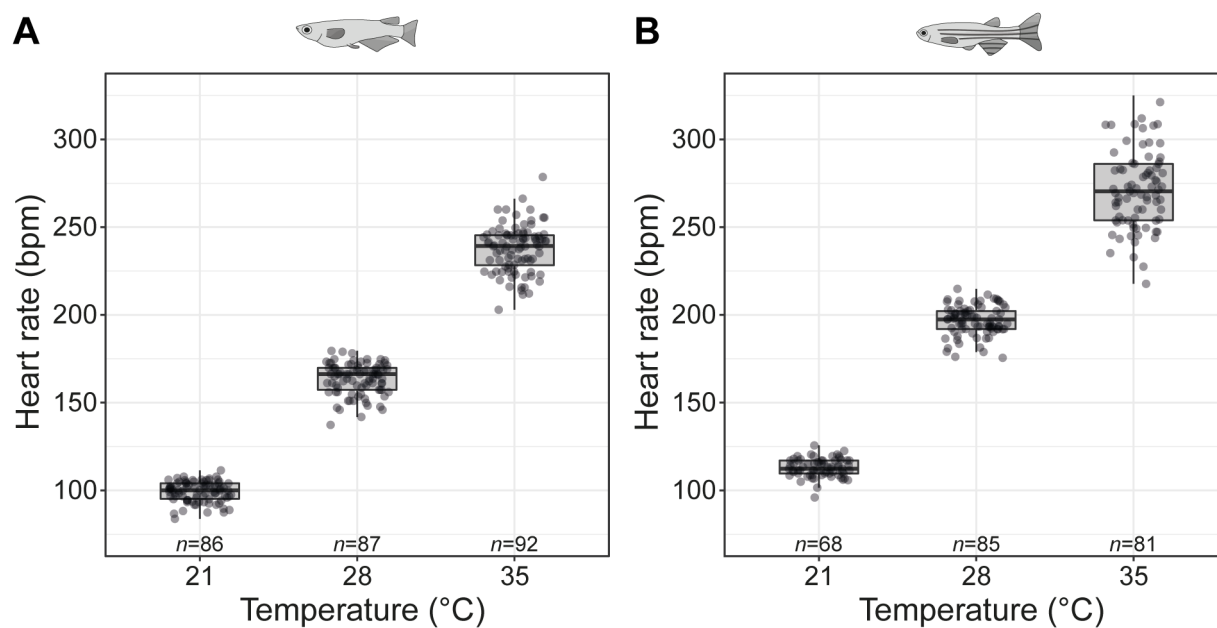 A
Heart rate (bpm)
300
250
200
150
100
n=86
n=87
n=92
21
28
35
Temperature (°C)
B
Heart rate (bpm)
300
250
200
150
100
n=68
n=85
n=81
21
28
35
Temperature (°C)